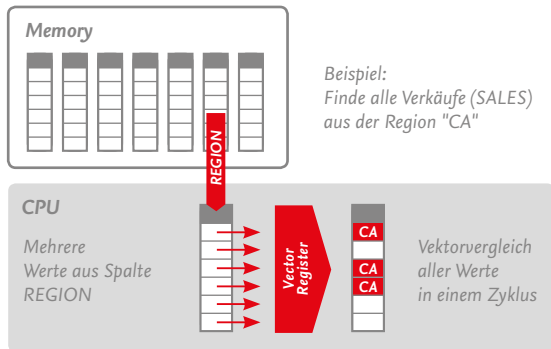 Memory
Beispiel:
Finde alle Verkäufe (SALES)
aus der Region "CA"
REGION
CPU
Mehrere
Werte aus Spalte
REGION
Vector
Register
CA
CA
CA
Vektorvergleich
aller Werte
in einem Zyklus